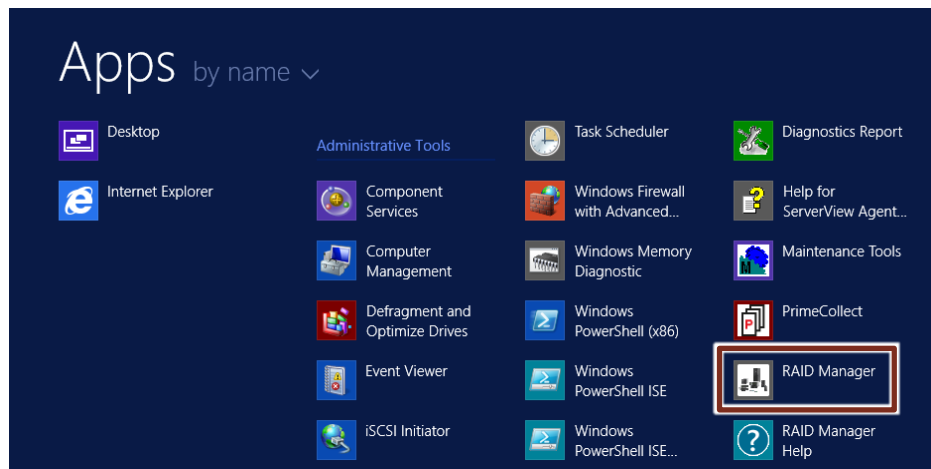 Apps by name
Desktop
Internet Explorer
Administrative Tools
Component
Services
Computer
Management
Defragment and
Optimize Drives
Event Viewer
iSCSI Initiator
Task Scheduler
Windows Firewall
with Advanced...
Windows Memory
Diagnostic
Windows
PowerShell (x86)
Windows
PowerShell ISE
Windows
PowerShell ISE...
Diagnostics Report
Help for
ServerView Agent...
Maintenance Tools
PrimeCollect
RAID Manager
RAID Manager
Help